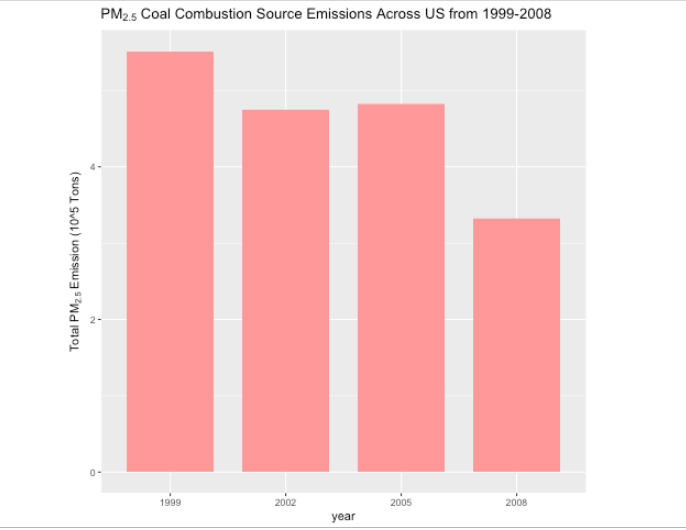 PM2.5 Coal Combustion Source Emissions Across US from 1999-2008
Total PM2.5 Emission (10^5 Tons)
4
2
0
1999 2002 2005 2008
year